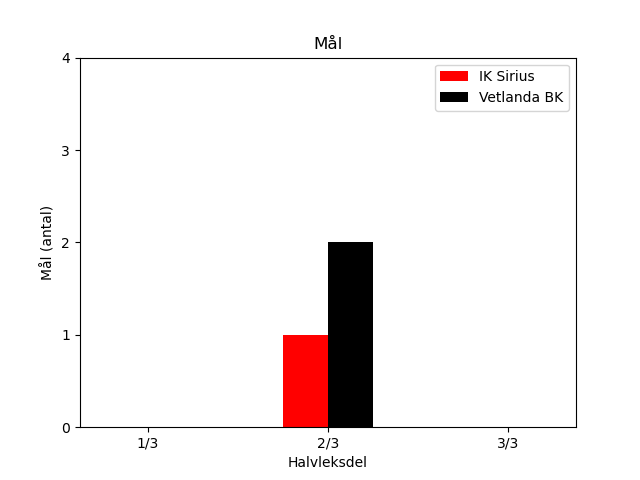 Mål
IK Sirius
Vetlanda BK
Mål (antal)
4
3
2
1
0
1/3 2/3 3/3
Halvleksdel